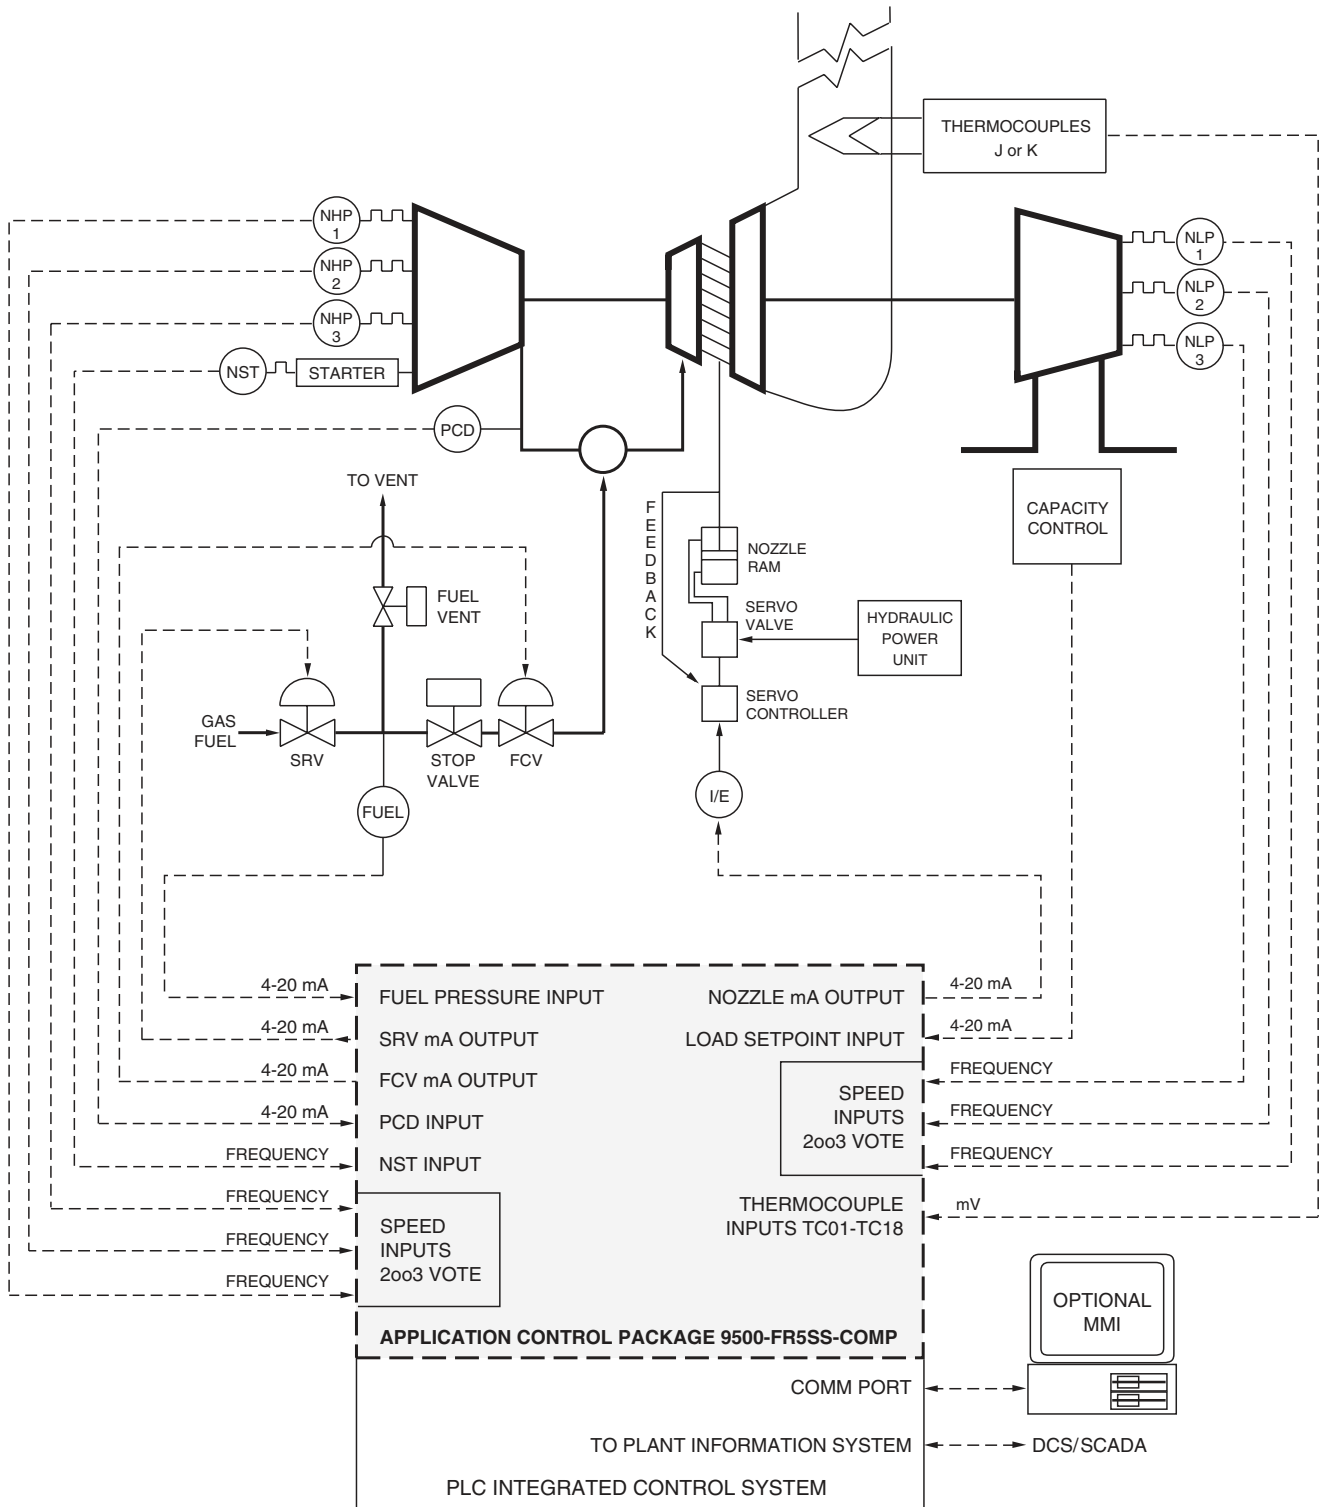 THERMOCOUPLES
J or K
NHP
1
NHP
2
NHP
3
NST
STARTER
PCD
NLP
1
NLP
2
NLP
3
TO VENT
FUEL
VENT
GAS
FUEL
SRV
STOP
VALVE
FCV
FUEL
FEEDBACK
NOZZLE
RAM
SERVO
VALVE
HYDRAULIC
POWER
UNIT
SERVO
CONTROLLER
I/E
CAPACITY
CONTROL
4-20 mA
FUEL PRESSURE INPUT
4-20 mA
SRV mA OUTPUT
4-20 mA
FCV mA OUTPUT
4-20 mA
PCD INPUT
FREQUENCY
NST INPUT
FREQUENCY
FREQUENCY
FREQUENCY
SPEED
INPUTS
2oo3 VOTE
NOZZLE mA OUTPUT
4-20 mA
LOAD SETPOINT INPUT
4-20 mA
SPEED
INPUTS
2oo3 VOTE
FREQUENCY
FREQUENCY
FREQUENCY
THERMOCOUPLE
INPUTS TC01-TC18
mV
APPLICATION CONTROL PACKAGE 9500-FR5SS-COMP
OPTIONAL
MMI
COMM PORT
TO PLANT INFORMATION SYSTEM
DCS/SCADA
PLC INTEGRATED CONTROL SYSTEM